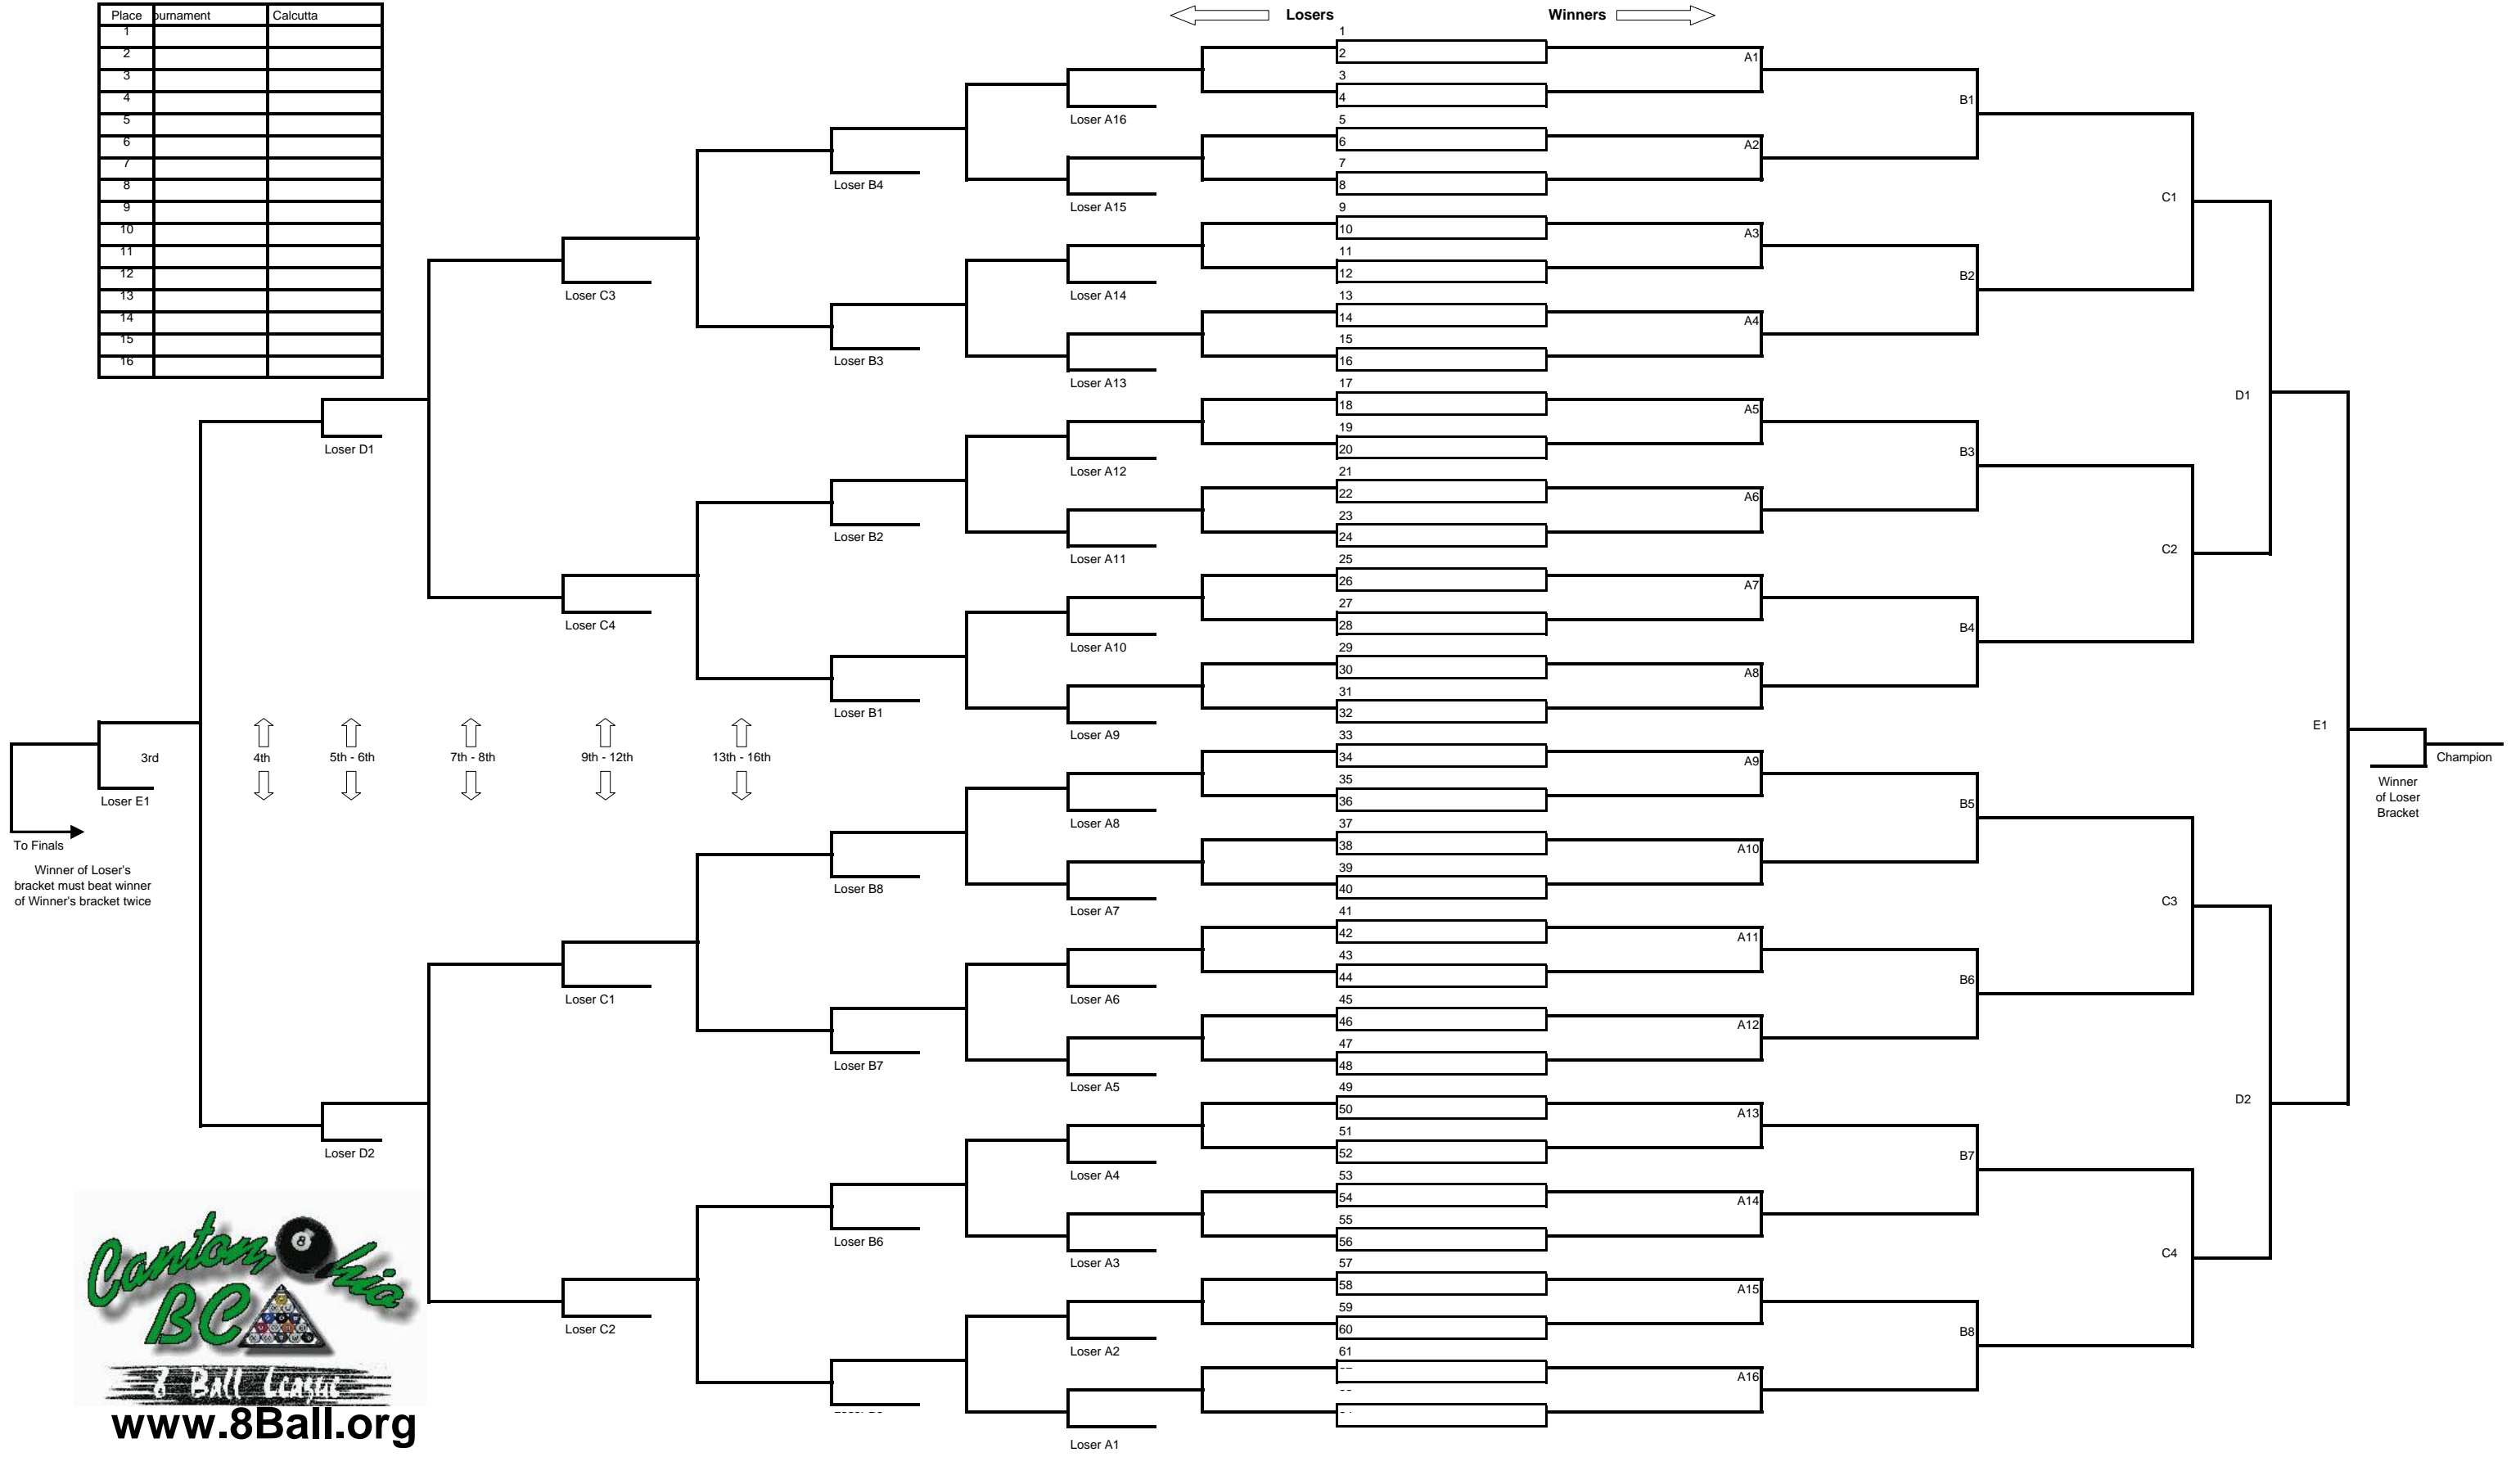 Place ournament Calcutta
1
2
3
4
5
6
7
8
9
10
11
12
13
14
15
16
Losers Winners
1
2
3
4
5
6
7
8
9
10
11
12
13
14
15
16
17
18
19
20
21
22
23
24
25
26
27
28
29
30
31
32
33
34
35
36
37
38
39
40
41
42
43
44
45
46
47
48
49
50
51
52
53
54
55
56
57
58
59
60
61
A1
A2
A3
A4
A5
A6
A7
A8
A9
A10
A11
A12
A13
A14
A15
A16
B1
B2
B3
B4
B5
B6
B7
B8
C1
C2
C3
C4
D1
D2
E1
Champion
Winner
of Loser
Bracket
Loser A16
Loser A15
Loser A14
Loser A13
Loser A12
Loser A11
Loser A10
Loser A9
Loser A8
Loser A7
Loser A6
Loser A5
Loser A4
Loser A3
Loser A2
Loser A1
Loser B4
Loser B3
Loser B2
Loser B1
Loser B8
Loser B7
Loser B6
Loser C3
Loser C4
Loser C1
Loser C2
Loser D1
Loser D2
3rd 4th 5th - 6th 7th - 8th 9th - 12th 13th - 16th
Loser E1
To Finals
Winner of Loser's
bracket must beat winner
of Winner's bracket twice
Canton, Ohio
8
BCA
8 Ball League
www.8Ball.org